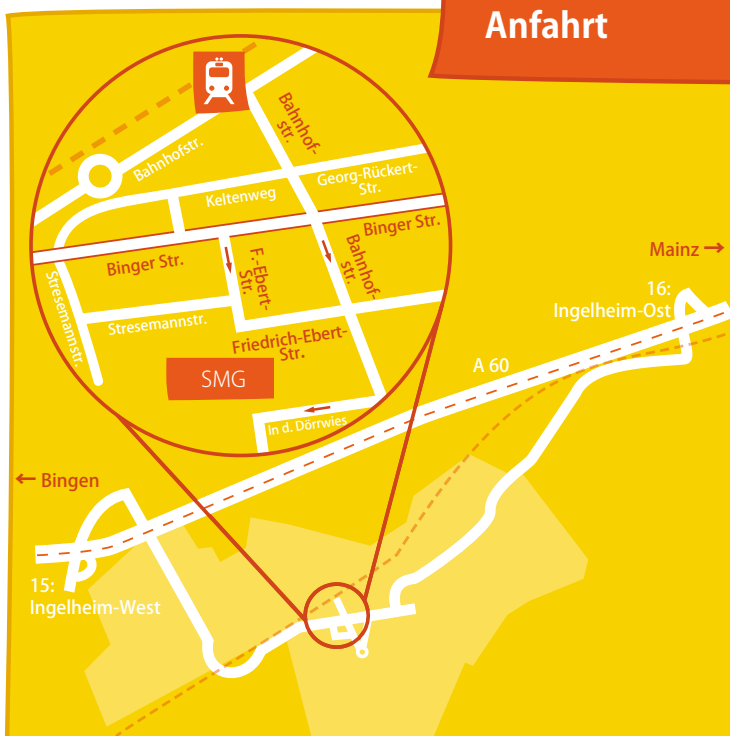 Anfahrt
Bahnhof-
str.
Bahnhofstr.
Georg-Rückert-
Str.
Keltenweg
Binger Str.
Binger Str.
F.-Ebert-
Str.
Bahnhof-
str.
Stresemannstr.
Stresemannstr.
Friedrich-Ebert-
Str.
SMG
In d. Dörrwies
Mainz →
16:
Ingelheim-Ost
A 60
← Bingen
15:
Ingelheim-West